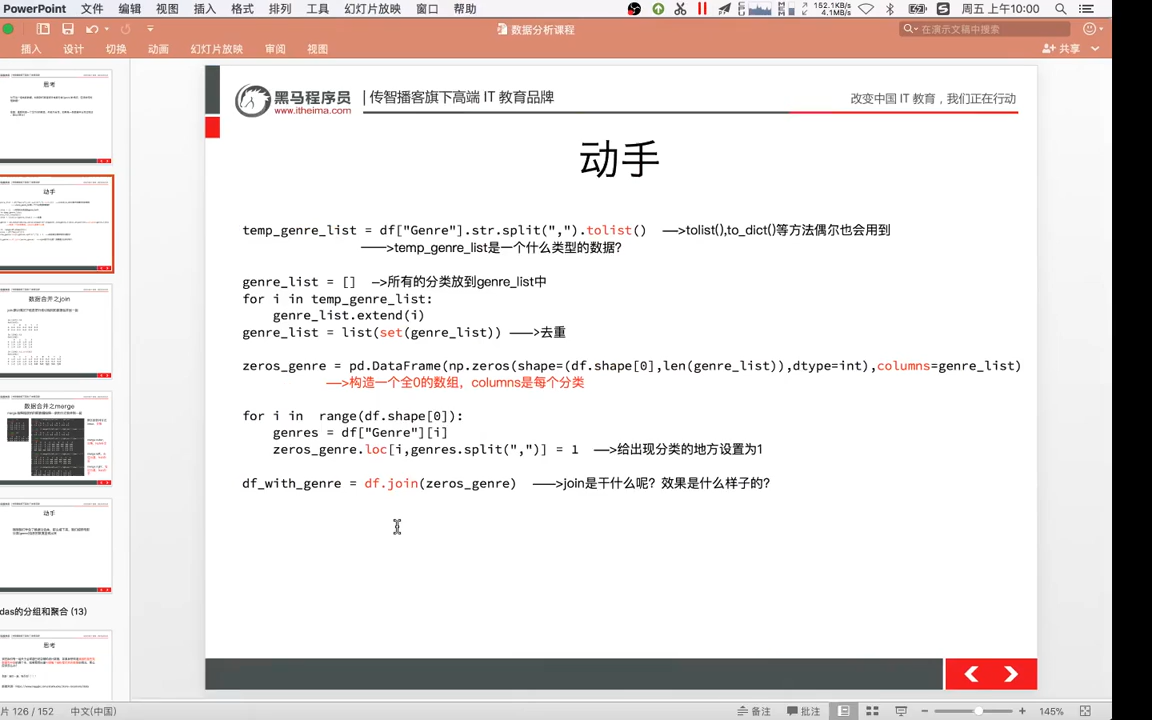 PowerPoint 文件 编辑 视图 插入 格式 排列 工具 幻灯片放映 窗口 帮助 152.1KB/s 4.1MB/s 周五 上午10:00
数据分析课程
在演示文稿中搜索
插入 设计 切换 动画 幻灯片放映 审阅 视图 共享
黑马程序员
www.itheima.com
传智播客旗下高端 IT 教育品牌
改变中国 IT 教育，我们正在行动
动手
temp_genre_list = df["Genre"].str.split(",").tolist() —>tolist(),to_dict()等方法偶尔也会用到
——>temp_genre_list是一个什么类型的数据?
genre_list = [] –>所有的分类放到genre_list中
for i in temp_genre_list:
genre_list.extend(i)
genre_list = list(set(genre_list)) ——>去重
zeros_genre = pd.DataFrame(np.zeros(shape=(df.shape[0],len(genre_list)),dtype=int),columns=genre_list)
—>构造一个全0的数组，columns是每个分类
for i in range(df.shape[0]):
genres = df["Genre"][i]
zeros_genre.loc[i,genres.split(",")] = 1 —>给出现分类的地方设置为1
df_with_genre = df.join(zeros_genre) ——>join是干什么呢？效果是什么样子的?
思考
动手
数据合并之join
数据合并之merge
动手
das的分组和聚合 (13)
思考
片 126 / 152 中文(中国) 备注 批注 145%